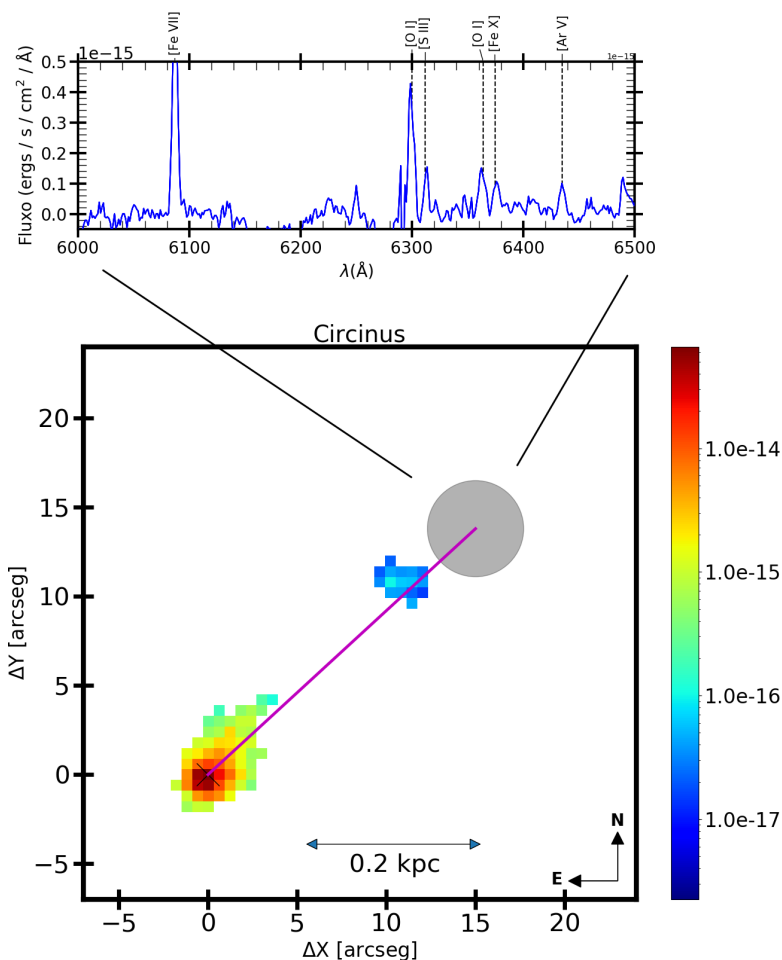 [Fe VII]
[O I]
[S III]
[O I]
[Fe X]
[Ar V]
1e-15
1e-15
0.5
0.4
0.3
0.2
0.1
0.0
Fluxo (ergs / s / cm² / Å)
6000 6100 6200 6300 6400 6500
λ(Å)
Circinus
20
15
10
5
0
−5
ΔY [arcseg]
1.0e-14
1.0e-15
1.0e-16
1.0e-17
0.2 kpc
N
E
−5 0 5 10 15 20
ΔX [arcseg]